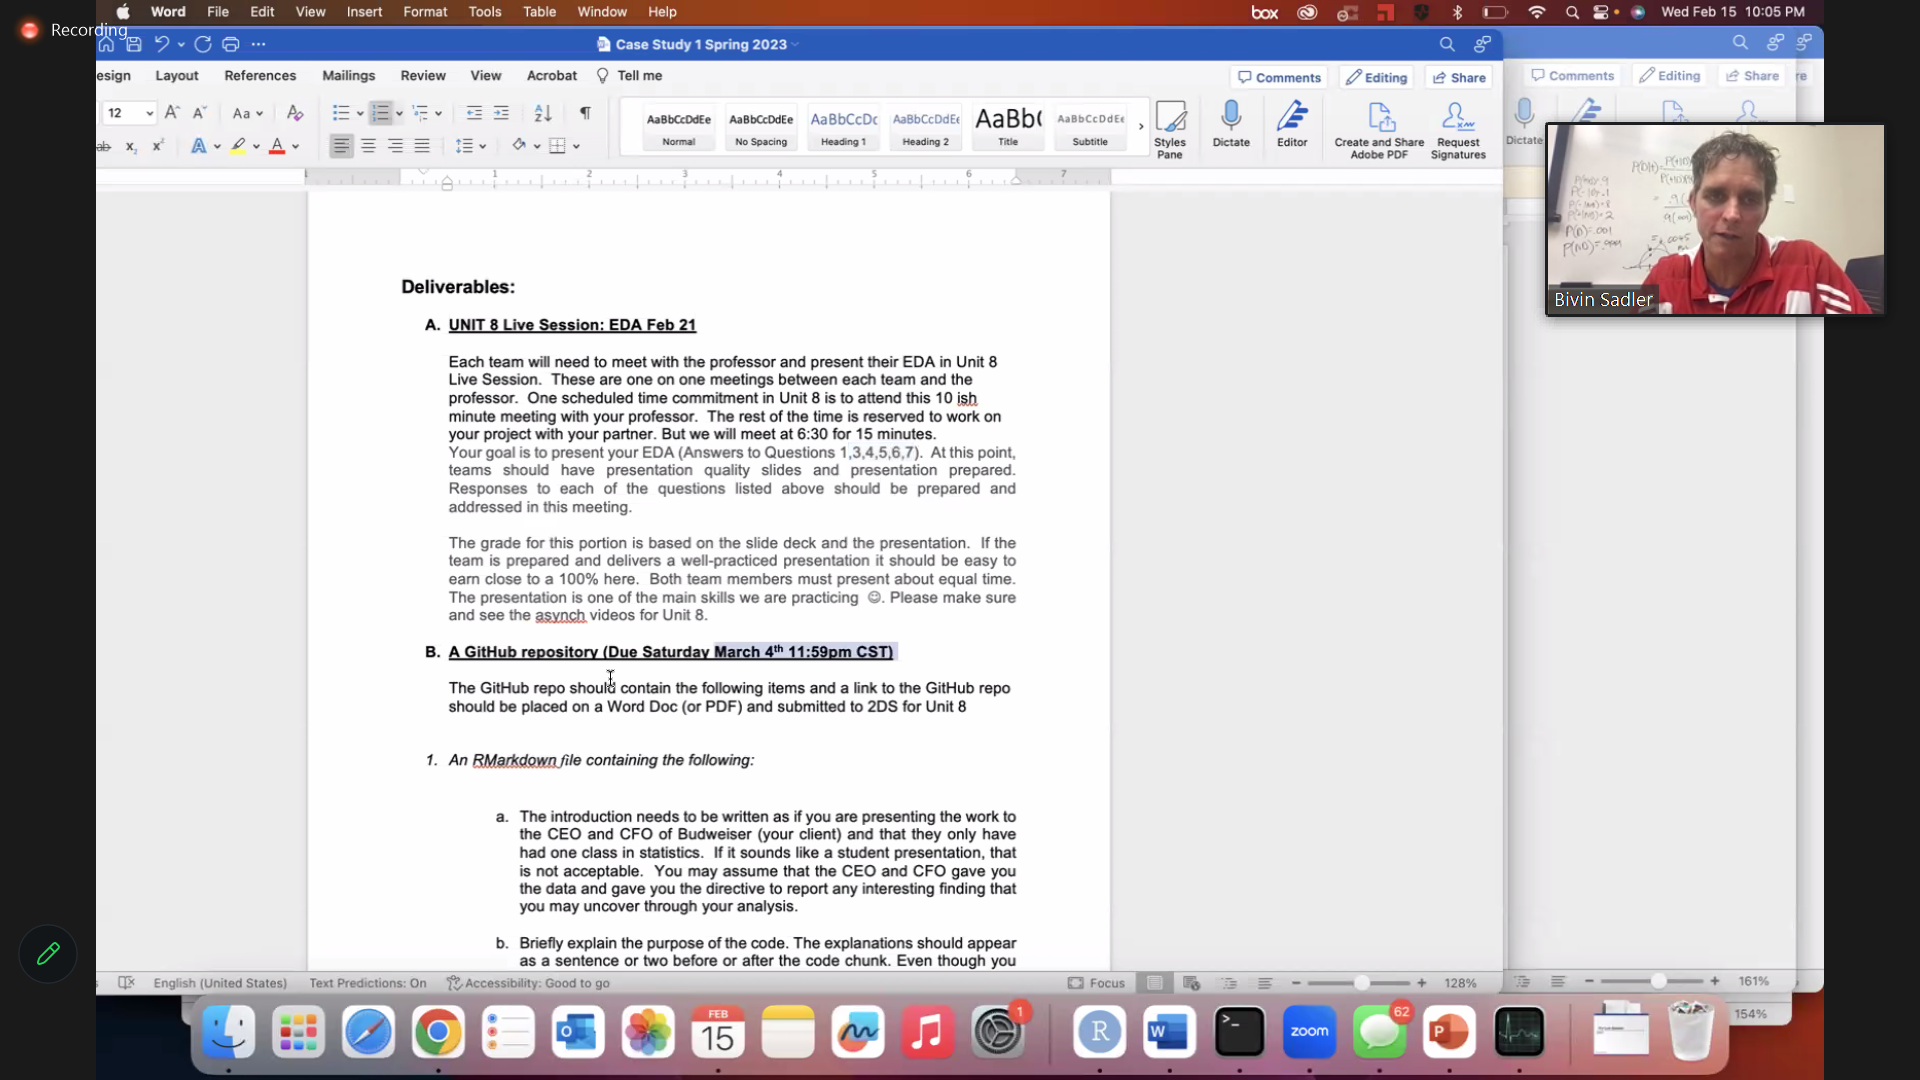 Word File Edit View Insert Format Tools Table Window Help
box Wed Feb 15 10:05 PM
Recording
Case Study 1 Spring 2023
esign Layout References Mailings Review View Acrobat Tell me
Comments Editing Share
Comments Editing Share re
12 Aa
AaBbCcDdEe AaBbCcDdEe AaBbCcDc AaBbCcDdEe AaBb( AaBbCcDdEe
Normal No Spacing Heading 1 Heading 2 Title Subtitle
Styles Pane Dictate Editor Create and Share Adobe PDF Request Signatures
Dictate
1 2 3 4 5 6 7
Bivin Sadler
Deliverables:
A. UNIT 8 Live Session: EDA Feb 21
Each team will need to meet with the professor and present their EDA in Unit 8
Live Session. These are one on one meetings between each team and the
professor. One scheduled time commitment in Unit 8 is to attend this 10 ish
minute meeting with your professor. The rest of the time is reserved to work on
your project with your partner. But we will meet at 6:30 for 15 minutes.
Your goal is to present your EDA (Answers to Questions 1,3,4,5,6,7). At this point,
teams should have presentation quality slides and presentation prepared.
Responses to each of the questions listed above should be prepared and
addressed in this meeting.
The grade for this portion is based on the slide deck and the presentation. If the
team is prepared and delivers a well-practiced presentation it should be easy to
earn close to a 100% here. Both team members must present about equal time.
The presentation is one of the main skills we are practicing ☺. Please make sure
and see the asynch videos for Unit 8.
B. A GitHub repository (Due Saturday March 4th 11:59pm CST)
The GitHub repo should contain the following items and a link to the GitHub repo
should be placed on a Word Doc (or PDF) and submitted to 2DS for Unit 8
1. An RMarkdown file containing the following:
a. The introduction needs to be written as if you are presenting the work to
the CEO and CFO of Budweiser (your client) and that they only have
had one class in statistics. If it sounds like a student presentation, that
is not acceptable. You may assume that the CEO and CFO gave you
the data and gave you the directive to report any interesting finding that
you may uncover through your analysis.
b. Briefly explain the purpose of the code. The explanations should appear
as a sentence or two before or after the code chunk. Even though you
English (United States) Text Predictions: On Accessibility: Good to go Focus 128%
161%
154%
FEB
15
1
R
W
zoom
62
P